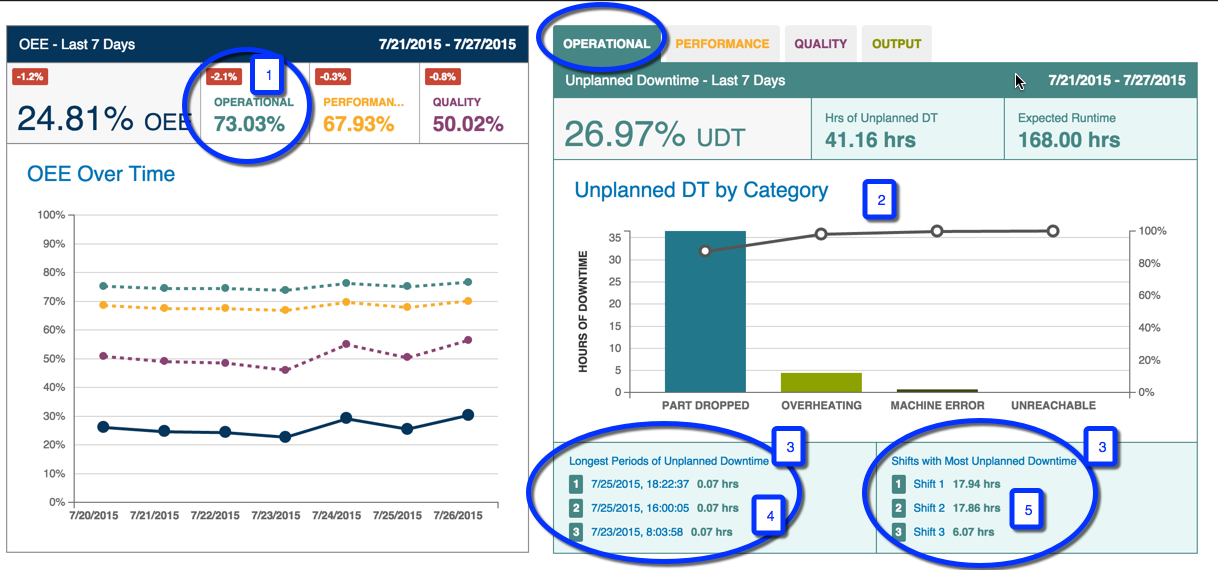 OEE - Last 7 Days 7/21/2015 - 7/27/2015
-1.2%
24.81% OEE
-2.1% 1
OPERATIONAL
73.03%
-0.3%
PERFORMAN...
67.93%
-0.8%
QUALITY
50.02%
OEE Over Time
100%
90%
80%
70%
60%
50%
40%
30%
20%
10%
0%
7/20/2015 7/21/2015 7/22/2015 7/23/2015 7/24/2015 7/25/2015 7/26/2015
OPERATIONAL PERFORMANCE QUALITY OUTPUT
Unplanned Downtime - Last 7 Days 7/21/2015 - 7/27/2015
26.97% UDT
Hrs of Unplanned DT
41.16 hrs
Expected Runtime
168.00 hrs
Unplanned DT by Category
2
HOURS OF DOWNTIME
35
30
25
20
15
10
5
0
100%
80%
60%
40%
20%
0%
PART DROPPED OVERHEATING MACHINE ERROR UNREACHABLE
Longest Periods of Unplanned Downtime
3
1 7/25/2015, 18:22:37 0.07 hrs
2 7/25/2015, 16:00:05 0.07 hrs
3 7/23/2015, 8:03:58 0.07 hrs
4
Shifts with Most Unplanned Downtime
3
1 Shift 1 17.94 hrs
2 Shift 2 17.86 hrs
3 Shift 3 6.07 hrs
5